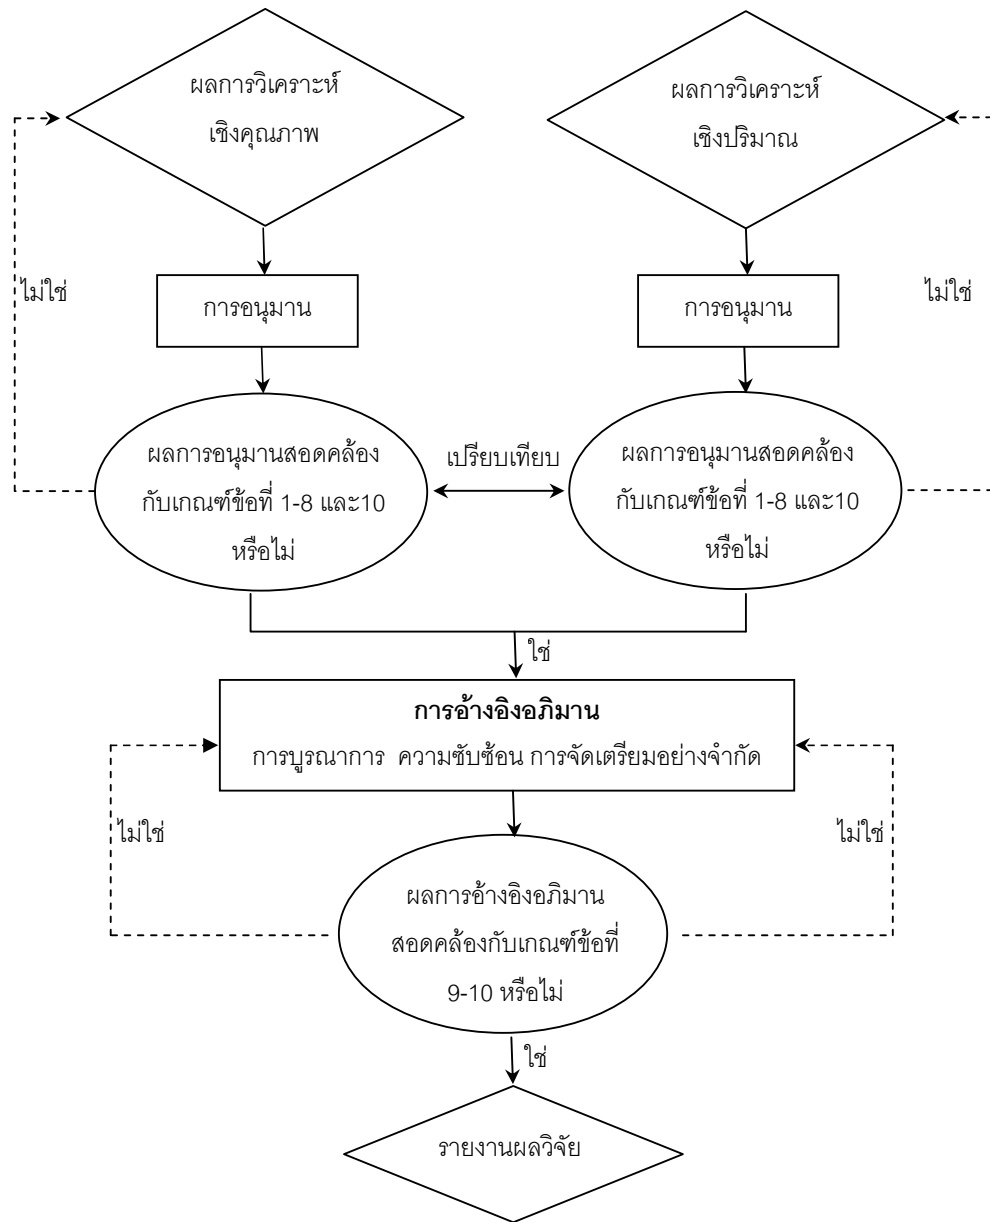 ผลการวิเคราะห์
เชิงคุณภาพ
ผลการวิเคราะห์
เชิงปริมาณ
ไม่ใช่
การอนุมาน
การอนุมาน
ไม่ใช่
ผลการอนุมานสอดคล้อง
กับเกณฑ์ข้อที่ 1-8 และ10
หรือไม่
เปรียบเทียบ
ผลการอนุมานสอดคล้อง
กับเกณฑ์ข้อที่ 1-8 และ10
หรือไม่
ใช่
การอ้างอิงอภิมาน
การบูรณาการ ความซับซ้อน การจัดเตรียมอย่างจำกัด
ไม่ใช่
ไม่ใช่
ผลการอ้างอิงอภิมาน
สอดคล้องกับเกณฑ์ข้อที่
9-10 หรือไม่
ใช่
รายงานผลวิจัย